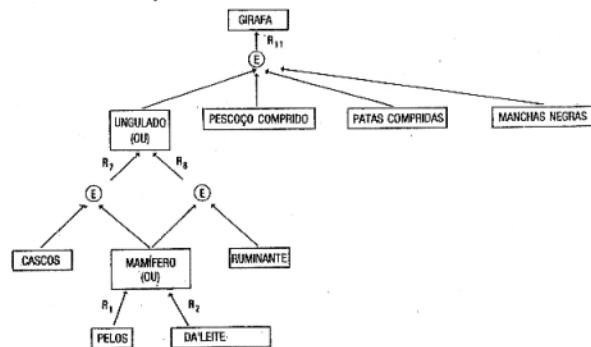 GIRAFA
R11
E
UNGULADO
(OU)
PESCOÇO COMPRIDO
PATAS COMPRIDAS
MANCHAS NEGRAS
R7
R8
E
E
CASCOS
MAMÍFERO
(OU)
RUMINANTE
R1
R2
PELOS
DA'LEITE